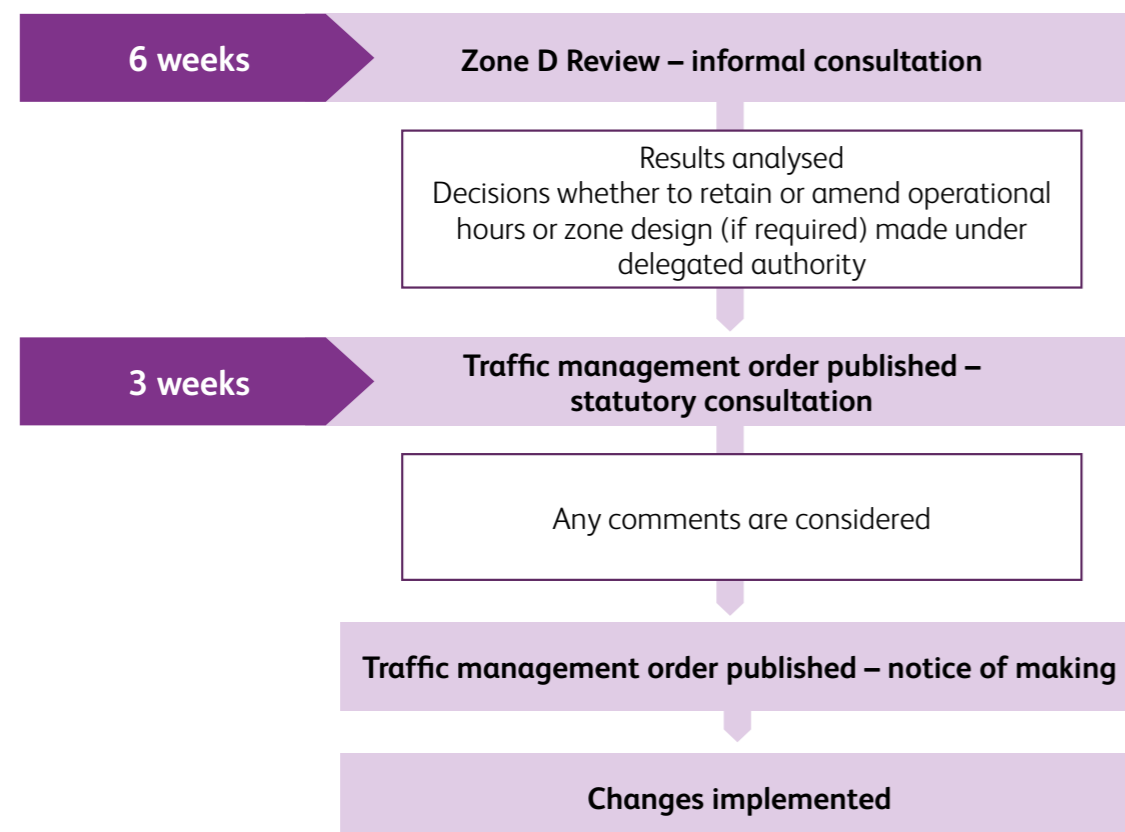 6 weeks
Zone D Review – informal consultation
Results analysed
Decisions whether to retain or amend operational
hours or zone design (if required) made under
delegated authority
3 weeks
Traffic management order published –
statutory consultation
Any comments are considered
Traffic management order published – notice of making
Changes implemented